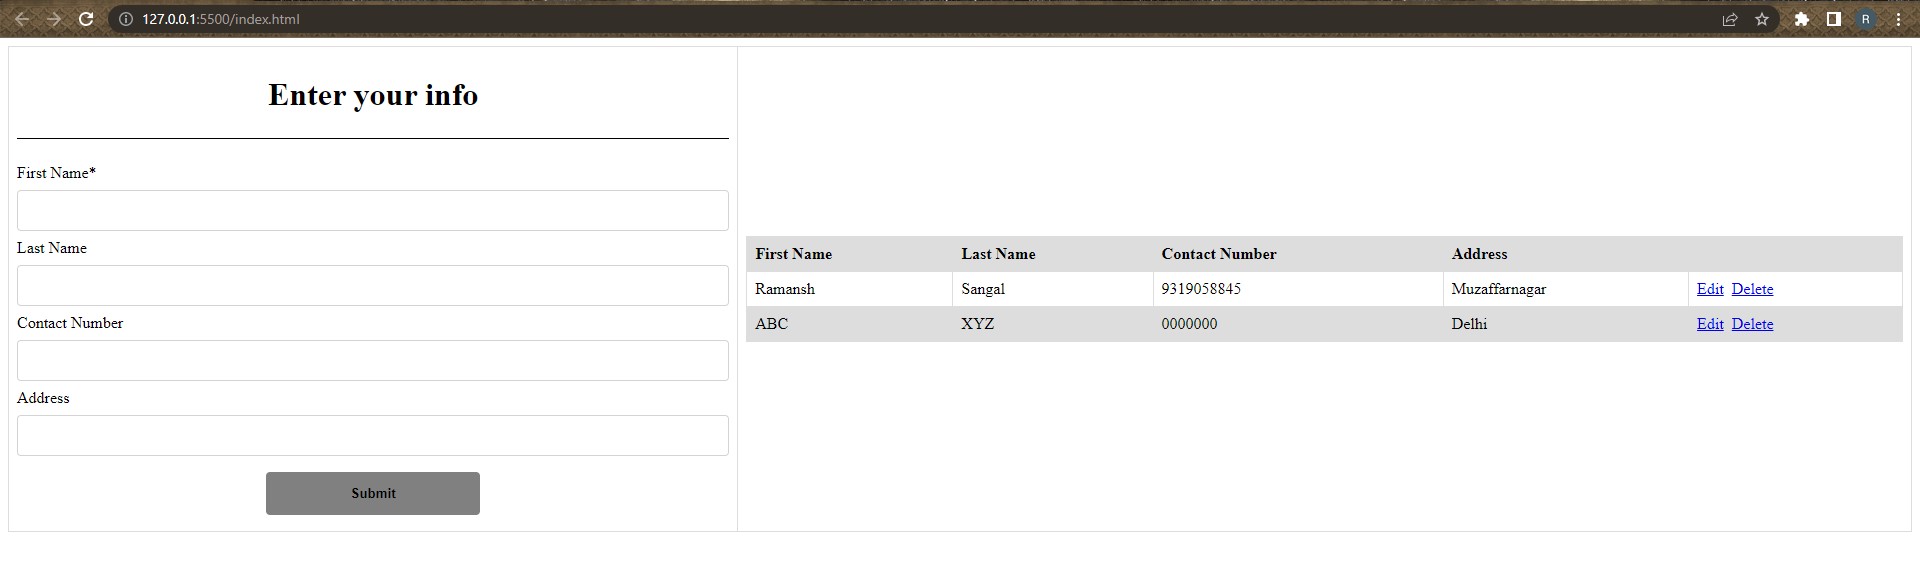 127.0.0.1:5500/index.html
R
Enter your info
First Name*
Last Name
Contact Number
Address
Submit
First Name Last Name Contact Number Address
Ramansh Sangal 9319058845 Muzaffarnagar Edit Delete
ABC XYZ 0000000 Delhi Edit Delete